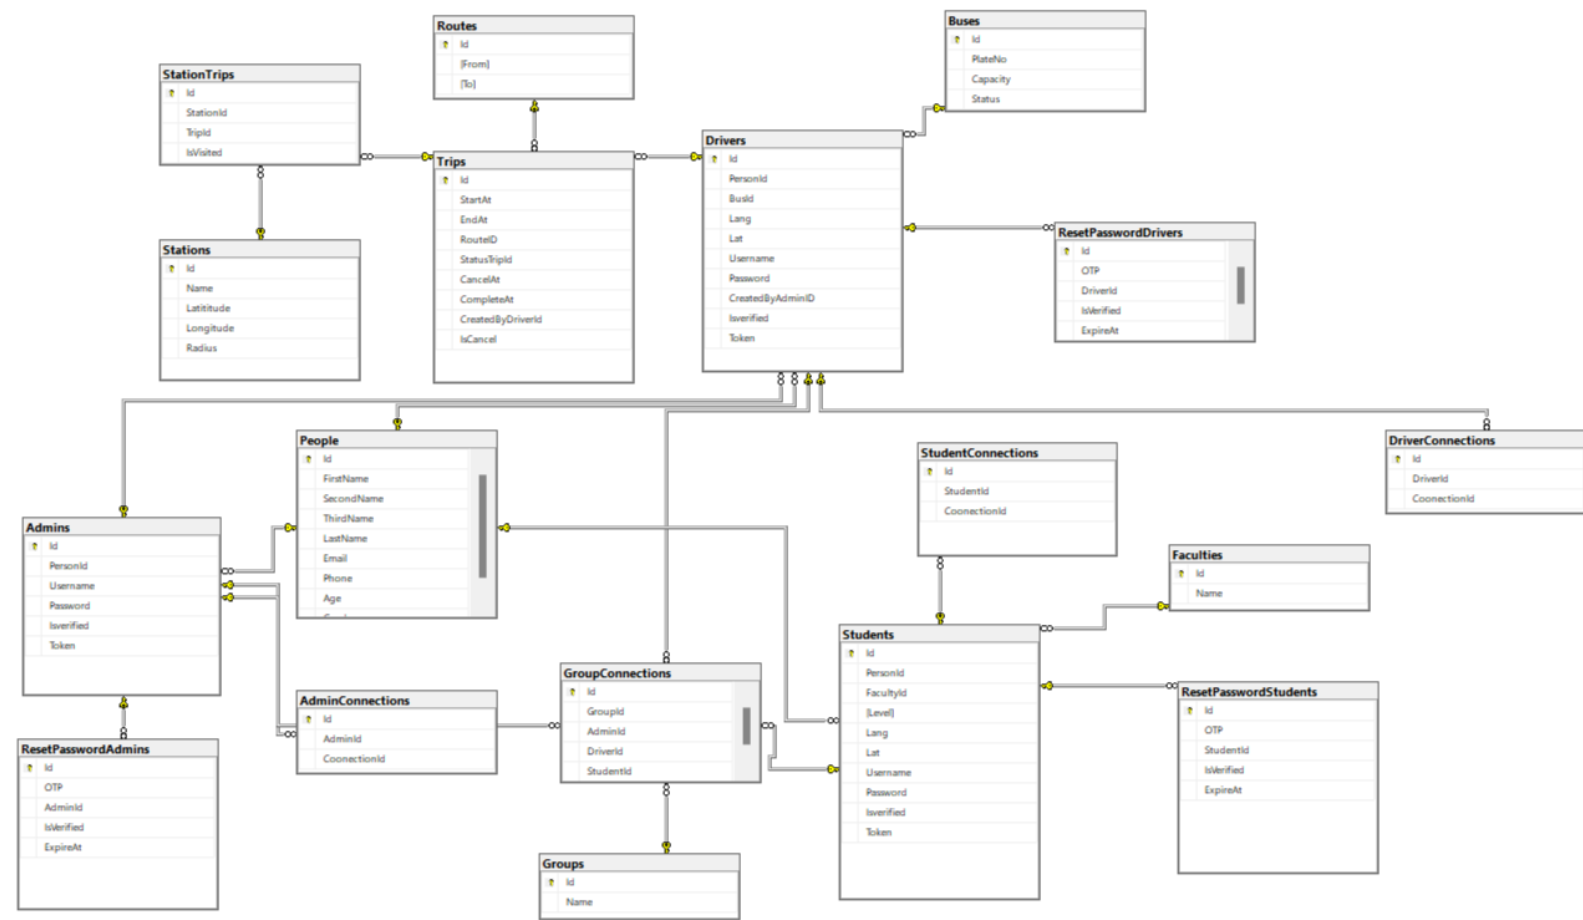 Routes
Id
[From]
[To]
Buses
Id
PlateNo
Capacity
Status
StationTrips
Id
StationId
TripId
IsVisited
Trips
Id
StartAt
EndAt
RouteID
StatusTripId
CancelAt
CompleteAt
CreatedByDriverId
IsCancel
Drivers
Id
PersonId
BusId
Lang
Lat
Username
Password
CreatedByAdminID
Isverified
Token
ResetPasswordDrivers
Id
OTP
DriverId
IsVerified
ExpireAt
Stations
Id
Name
Latititude
Longitude
Radius
People
Id
FirstName
SecondName
ThirdName
LastName
Email
Phone
Age
StudentConnections
Id
StudentId
CoonectionId
DriverConnections
Id
DriverId
CoonectionId
Admins
Id
PersonId
Username
Password
Isverified
Token
Faculties
Id
Name
Students
Id
PersonId
FacultyId
[Level]
Lang
Lat
Username
Password
Isverified
Token
GroupConnections
Id
GroupId
AdminId
DriverId
StudentId
AdminConnections
Id
AdminId
CoonectionId
ResetPasswordStudents
Id
OTP
StudentId
IsVerified
ExpireAt
ResetPasswordAdmins
Id
OTP
AdminId
IsVerified
ExpireAt
Groups
Id
Name